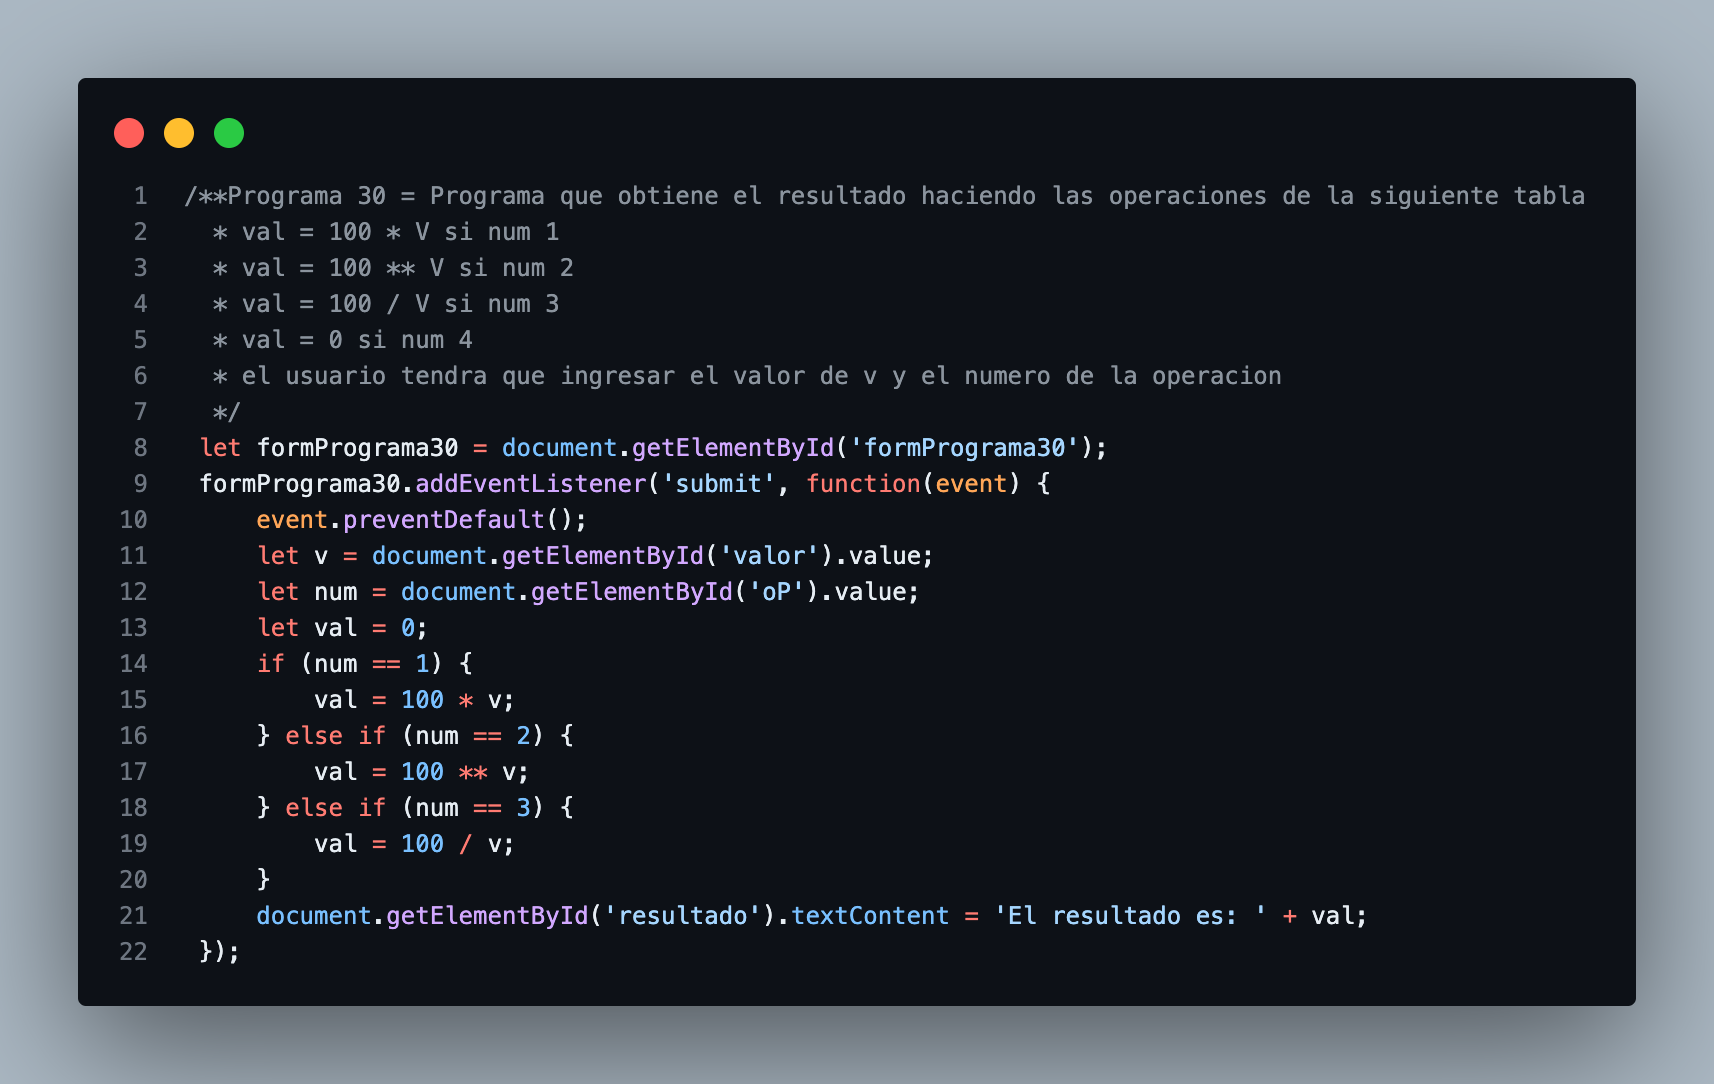 1 /**Programa 30 = Programa que obtiene el resultado haciendo las operaciones de la siguiente tabla
2  * val = 100 * V si num 1
3  * val = 100 ** V si num 2
4  * val = 100 / V si num 3
5  * val = 0 si num 4
6  * el usuario tendra que ingresar el valor de v y el numero de la operacion
7  */
8 let formPrograma30 = document.getElementById('formPrograma30');
9 formPrograma30.addEventListener('submit', function(event) {
10     event.preventDefault();
11     let v = document.getElementById('valor').value;
12     let num = document.getElementById('oP').value;
13     let val = 0;
14     if (num == 1) {
15         val = 100 * v;
16     } else if (num == 2) {
17         val = 100 ** v;
18     } else if (num == 3) {
19         val = 100 / v;
20     }
21     document.getElementById('resultado').textContent = 'El resultado es: ' + val;
22 });